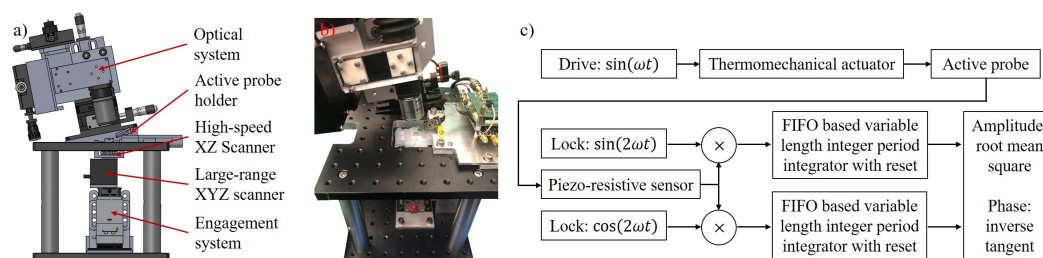 a)
Optical
system
Active probe
holder
High-speed
XZ Scanner
Large-range
XYZ scanner
Engagement
system
b)
c)
Drive: sin(ωt)
Thermomechanical actuator
Active probe
Lock: sin(2ωt)
×
FIFO based variable
length integer period
integrator with reset
Amplitude
root mean
square
Piezo-resistive sensor
Lock: cos(2ωt)
×
FIFO based variable
length integer period
integrator with reset
Phase:
inverse
tangent